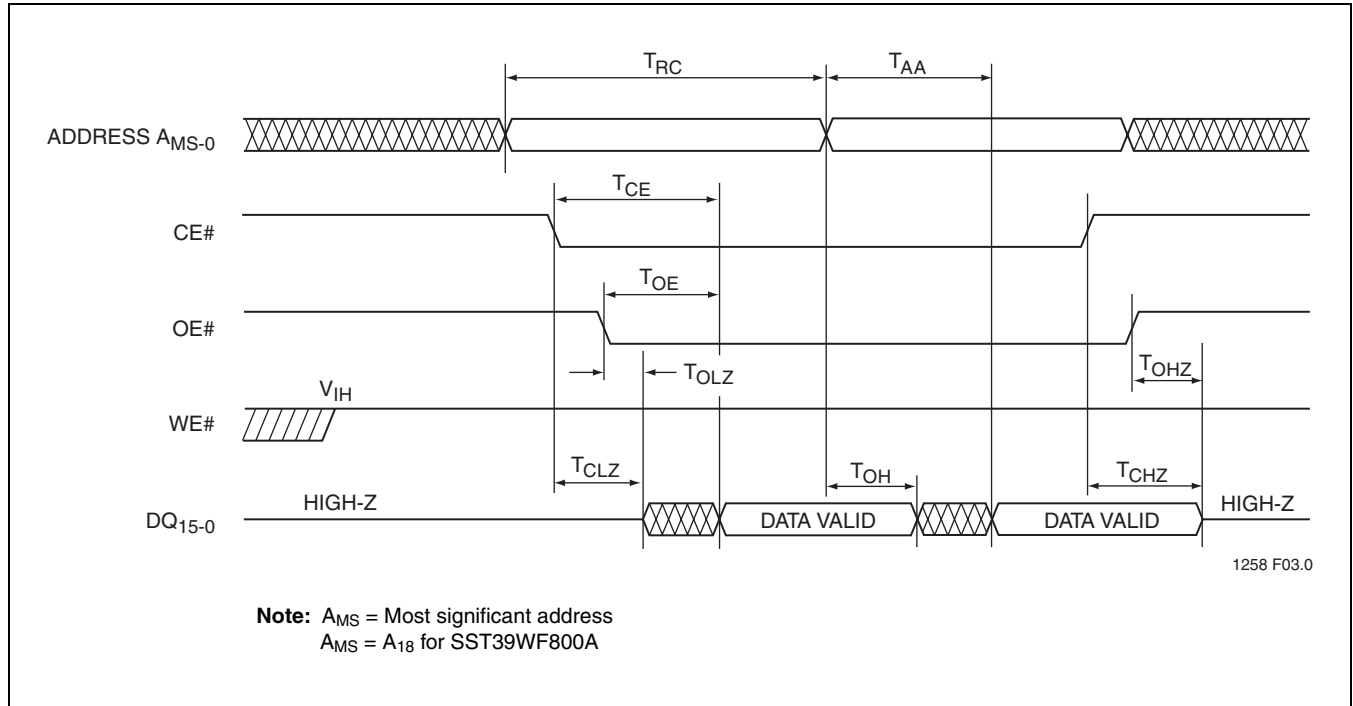 TRC
TAA
ADDRESS AMS-0
TCE
CE#
TOE
OE#
TOLZ
TOHZ
VIH
WE#
TCLZ
TOH
TCHZ
HIGH-Z
HIGH-Z
DQ15-0
DATA VALID
DATA VALID
1258 F03.0
Note: AMS = Most significant address
AMS = A18 for SST39WF800A